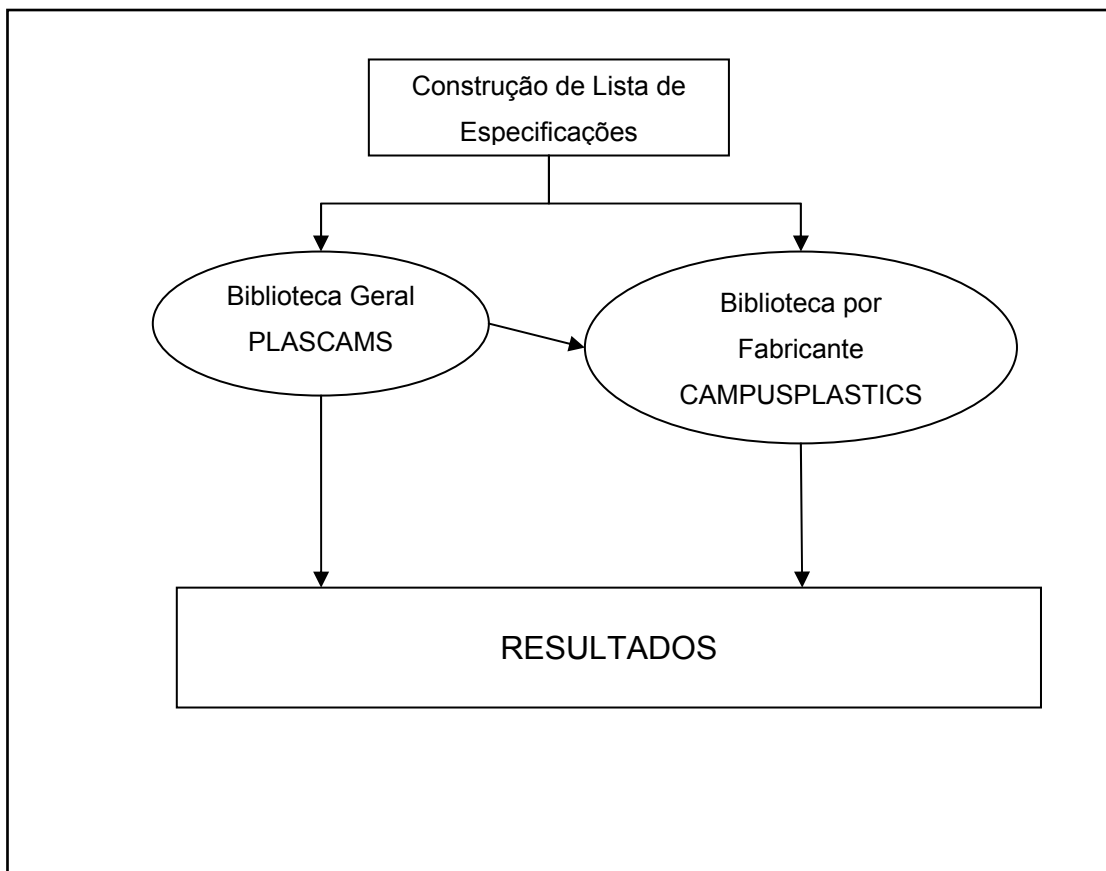 Construção de Lista de
Especificações
Biblioteca Geral
PLASCAMS
Biblioteca por
Fabricante
CAMPUSPLASTICS
RESULTADOS